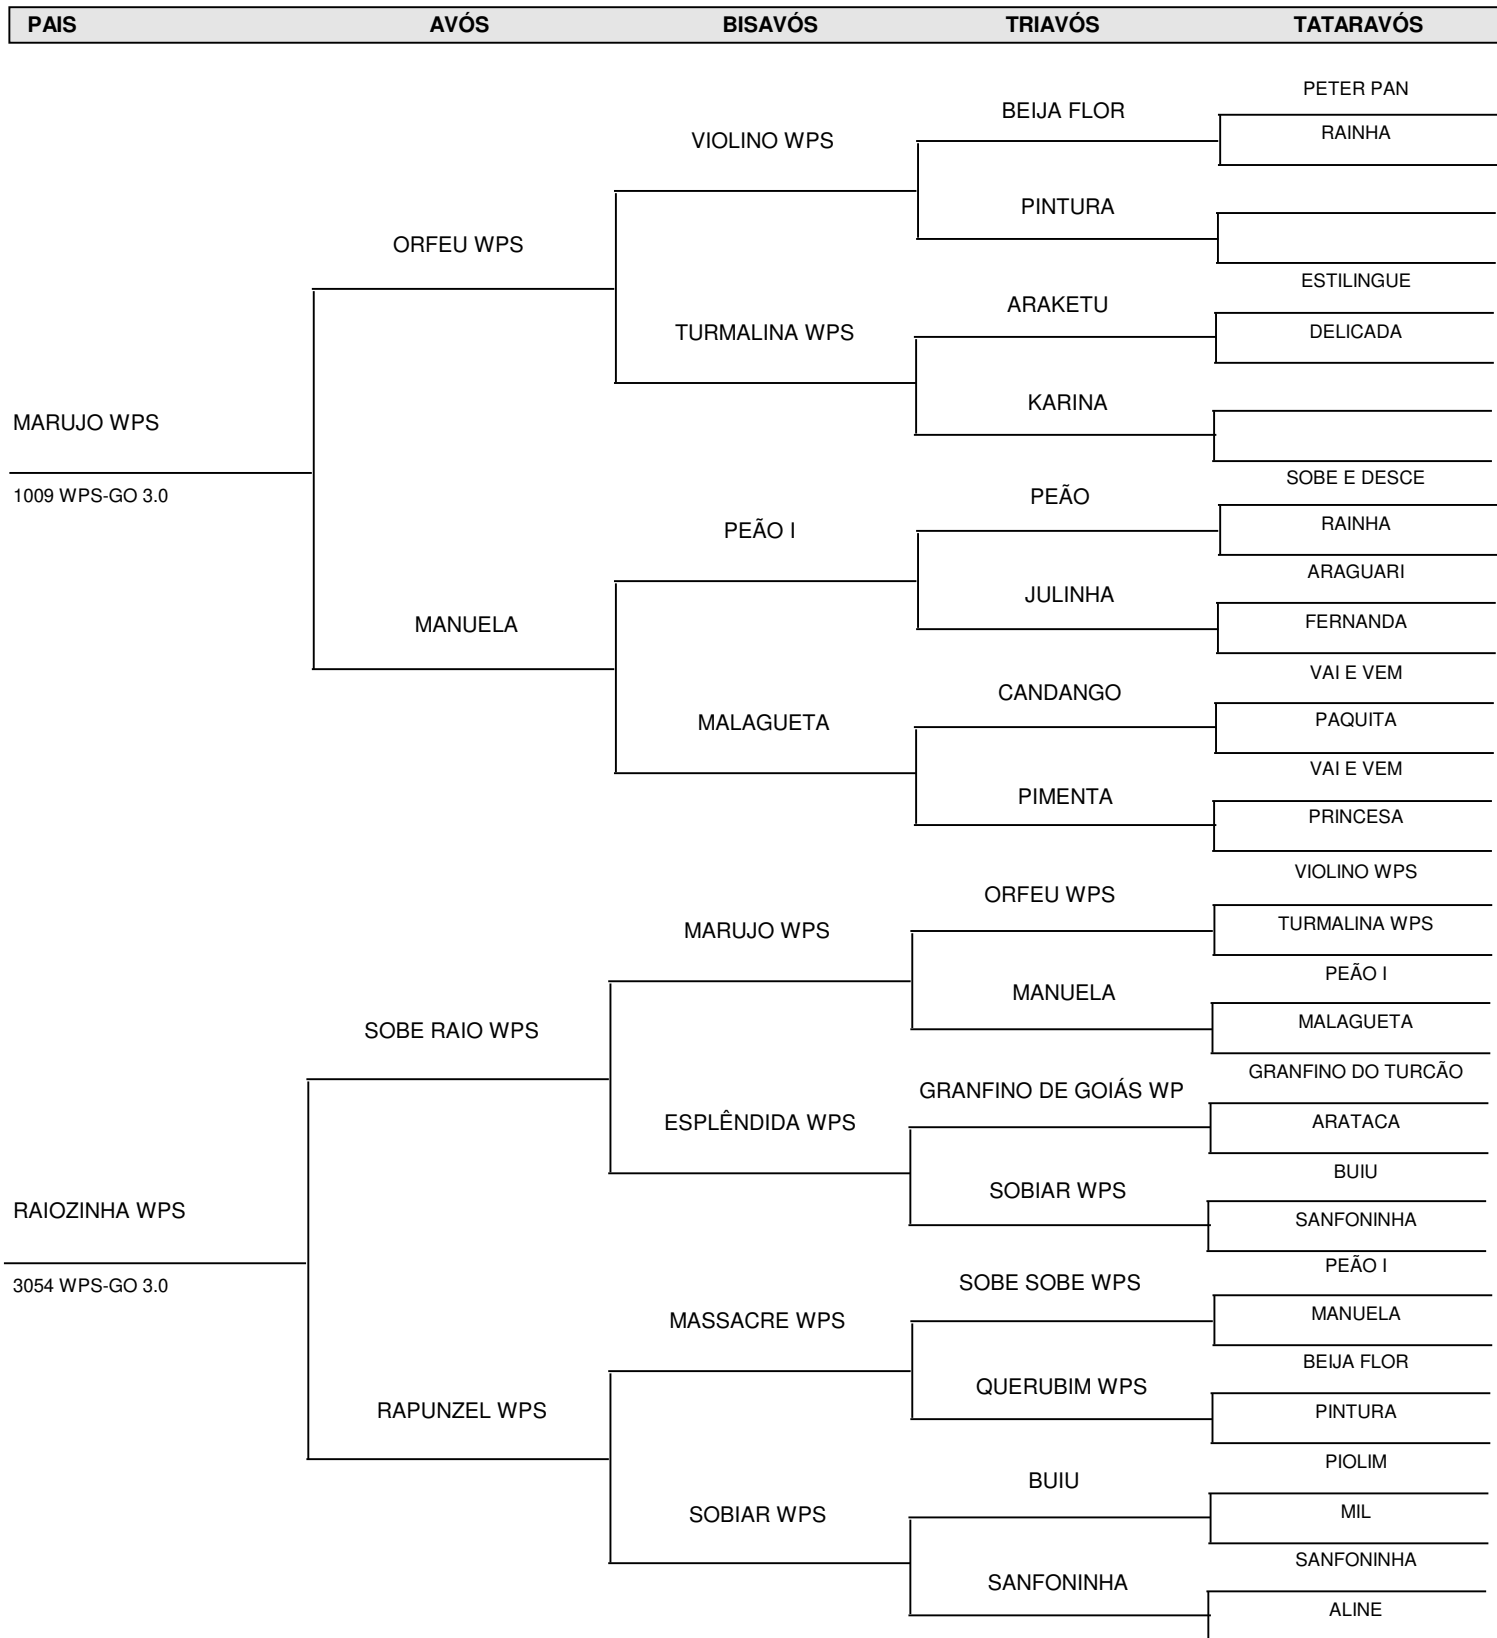 PAIS AVÓS BISAVÓS TRIAVÓS TATARAVÓS
PETER PAN
BEIJA FLOR
RAINHA
VIOLINO WPS
PINTURA
ORFEU WPS
ESTILINGUE
ARAKETU
TURMALINA WPS
DELICADA
KARINA
MARUJO WPS
SOBE E DESCE
1009 WPS-GO 3.0
PEÃO
RAINHA
PEÃO I
ARAGUARI
JULINHA
FERNANDA
MANUELA
VAI E VEM
CANDANGO
PAQUITA
MALAGUETA
VAI E VEM
PIMENTA
PRINCESA
VIOLINO WPS
ORFEU WPS
TURMALINA WPS
MARUJO WPS
PEÃO I
MANUELA
MALAGUETA
SOBE RAIO WPS
GRANFINO DO TURCÃO
GRANFINO DE GOIÁS WP
ESPLÊNDIDA WPS
ARATACA
BUIU
SOBIAR WPS
RAIOZINHA WPS
SANFONINHA
PEÃO I
3054 WPS-GO 3.0
SOBE SOBE WPS
MASSACRE WPS
MANUELA
BEIJA FLOR
QUERUBIM WPS
RAPUNZEL WPS
PINTURA
PIOLIM
BUIU
SOBIAR WPS
MIL
SANFONINHA
SANFONINHA
ALINE